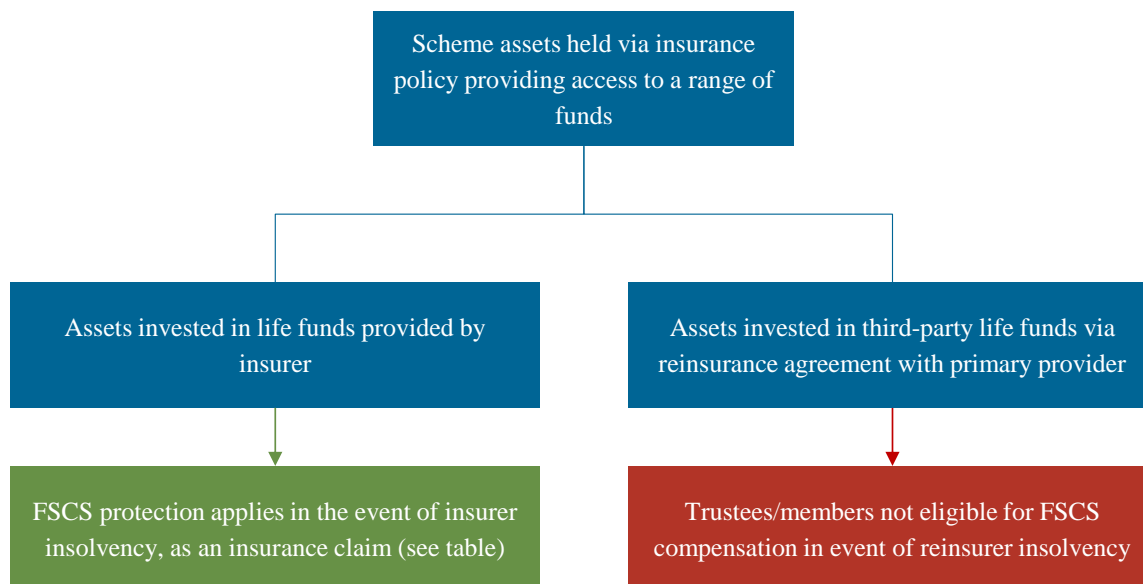 Scheme assets held via insurance
policy providing access to a range of
funds
Assets invested in life funds provided by
insurer
Assets invested in third-party life funds via
reinsurance agreement with primary provider
FSCS protection applies in the event of insurer
insolvency, as an insurance claim (see table)
Trustees/members not eligible for FSCS
compensation in event of reinsurer insolvency